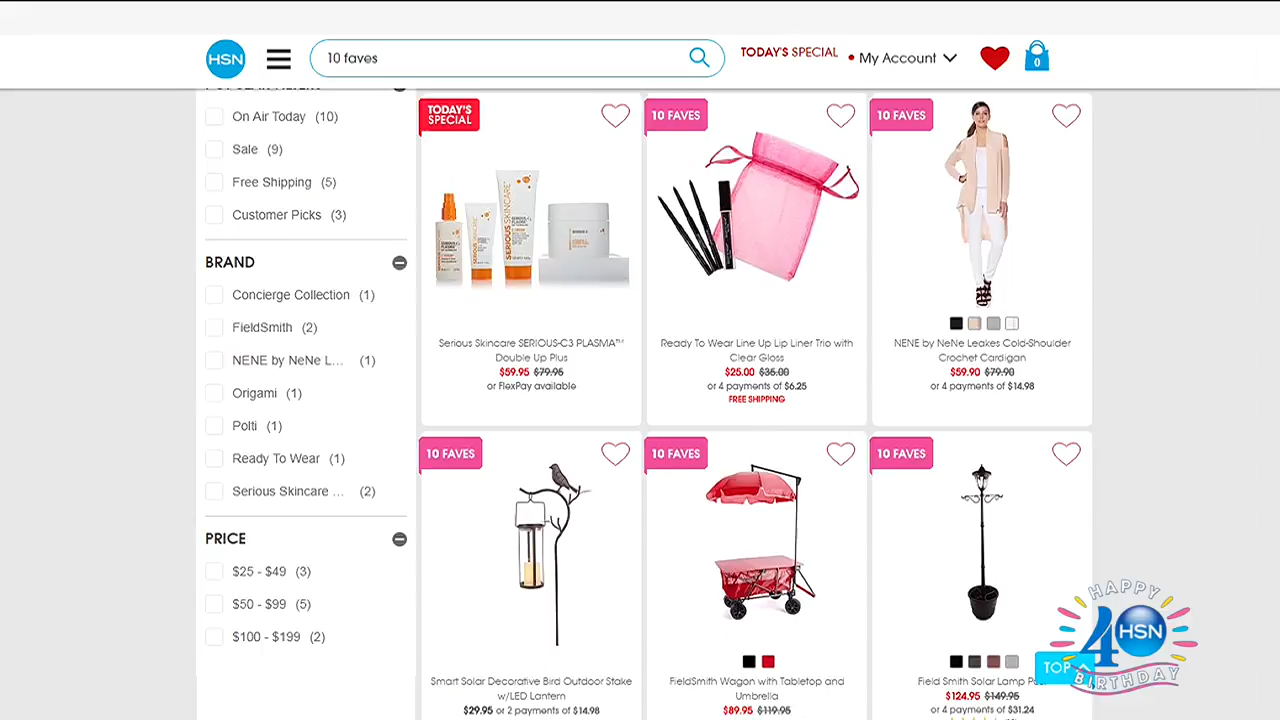 HSN
10 faves
TODAY'S SPECIAL
My Account
0
On Air Today (10)
Sale (9)
Free Shipping (5)
Customer Picks (3)
BRAND
Concierge Collection (1)
FieldSmith (2)
NENE by NeNe L... (1)
Origami (1)
Polti (1)
Ready To Wear (1)
Serious Skincare ... (2)
PRICE
$25 - $49 (3)
$50 - $99 (5)
$100 - $199 (2)
TODAY'S
SPECIAL
SERIOUS SKINCARE
Serious Skincare SERIOUS-C3 PLASMA™
Double Up Plus
$59.95 $79.95
or FlexPay available
10 FAVES
Ready To Wear Line Up Lip Liner Trio with
Clear Gloss
$25.00 $35.00
or 4 payments of $6.25
FREE SHIPPING
10 FAVES
NENE by NeNe Leakes Cold-Shoulder
Crochet Cardigan
$59.90 $79.90
or 4 payments of $14.98
10 FAVES
Smart Solar Decorative Bird Outdoor Stake
w/LED Lantern
$29.95 or 2 payments of $14.98
10 FAVES
FieldSmith Wagon with Tabletop and
Umbrella
$89.95 $119.95
10 FAVES
Field Smith Solar Lamp
$124.95 $149.95
or 4 payments of $31.24
TOP
HAPPY
40
HSN
BIRTHDAY